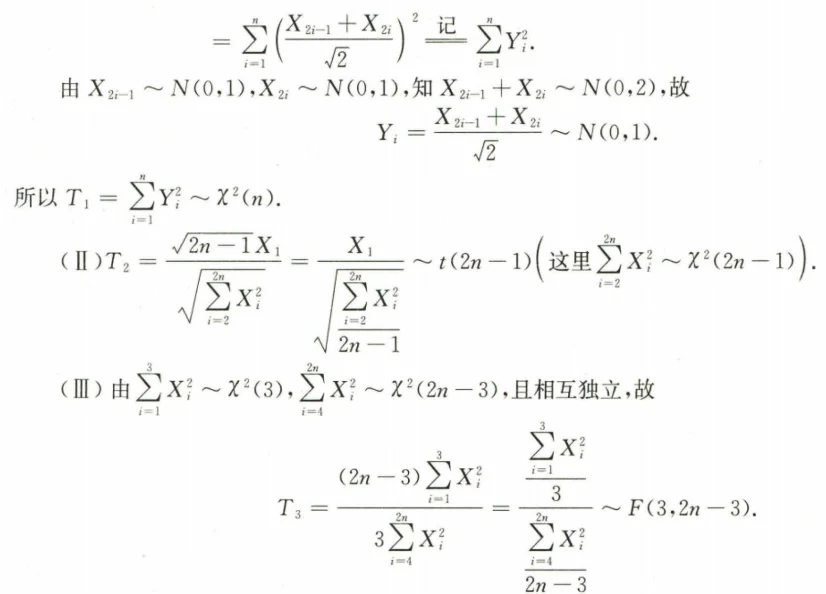 $= \sum_{i=1}^{n} \left( \frac{X_{2i-1} + X_{2i}}{\sqrt{2}} \right)^2 \xlongequal{记} \sum_{i=1}^{n} Y_i^2.$
由 $X_{2i-1} \sim N(0,1), X_{2i} \sim N(0,1)$,知 $X_{2i-1} + X_{2i} \sim N(0,2)$,故
$Y_i = \frac{X_{2i-1} + X_{2i}}{\sqrt{2}} \sim N(0,1).$
所以 $T_1 = \sum_{i=1}^{n} Y_i^2 \sim \chi^2(n).$
(Ⅱ) $T_2 = \frac{\sqrt{2n-1} X_1}{\sqrt{\sum_{i=2}^{2n} X_i^2}} = \frac{X_1}{\sqrt{\frac{\sum_{i=2}^{2n} X_i^2}{2n-1}}} \sim t(2n-1) \left( 这里 \sum_{i=2}^{2n} X_i^2 \sim \chi^2(2n-1) \right).$
(Ⅲ) 由 $\sum_{i=1}^{3} X_i^2 \sim \chi^2(3), \sum_{i=4}^{2n} X_i^2 \sim \chi^2(2n-3)$,且相互独立,故
$T_3 = \frac{(2n-3) \sum_{i=1}^{3} X_i^2}{3 \sum_{i=4}^{2n} X_i^2} = \frac{\frac{\sum_{i=1}^{3} X_i^2}{3}}{\frac{\sum_{i=4}^{2n} X_i^2}{2n-3}} \sim F(3,2n-3).$